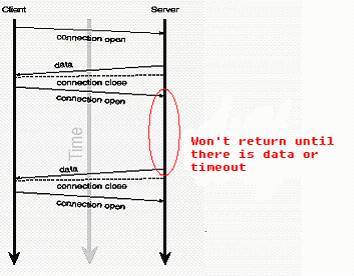 Client
Server
connection open
data
connection close
connection open
Time
Won't return until
there is data or
timeout
data
connection close
connection open